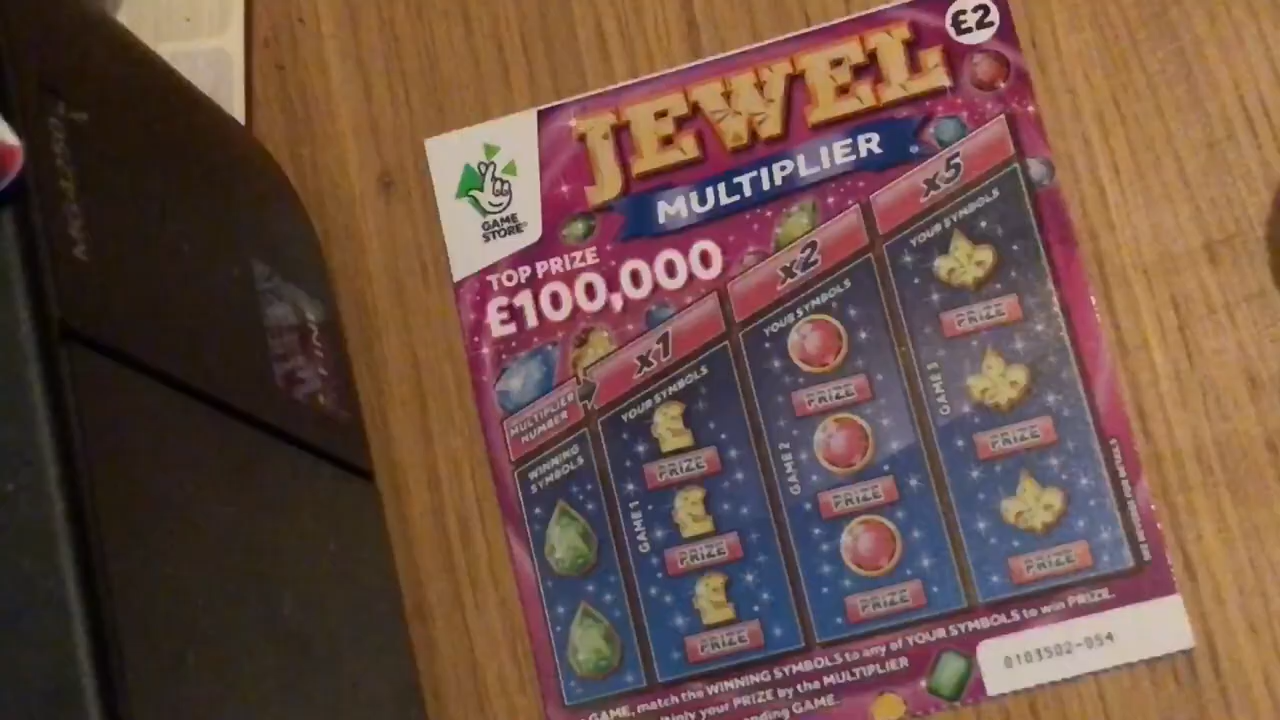 £2
JEWEL
MULTIPLIER
GAME
STORE
TOP PRIZE
£100,000
MULTIPLIER
NUMBER
x1
x2
x5
WINNING
SYMBOLS
YOUR SYMBOLS
GAME 1
PRIZE
PRIZE
PRIZE
YOUR SYMBOLS
GAME 2
PRIZE
PRIZE
PRIZE
YOUR SYMBOLS
GAME 3
PRIZE
PRIZE
PRIZE
GAME, match the WINNING SYMBOLS to any of YOUR SYMBOLS to win PRIZE.
your PRIZE by the MULTIPLIER
GAME.
0103502-054